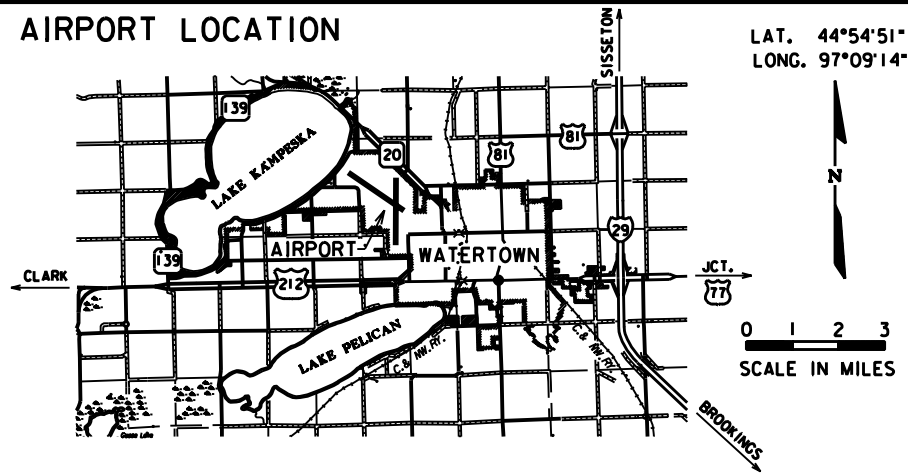 AIRPORT LOCATION
SISSETON
LAT. 44°54'51"
LONG. 97°09'14"
139
LAKE KAMPESKA
20
81
81
N
29
AIRPORT
WATERTOWN
139
CLARK
212
JCT.
77
LAKE PELICAN
C.& NW.RY.
C.& NW.RY.
0 1 2 3
SCALE IN MILES
BROOKINGS
Goose Lake